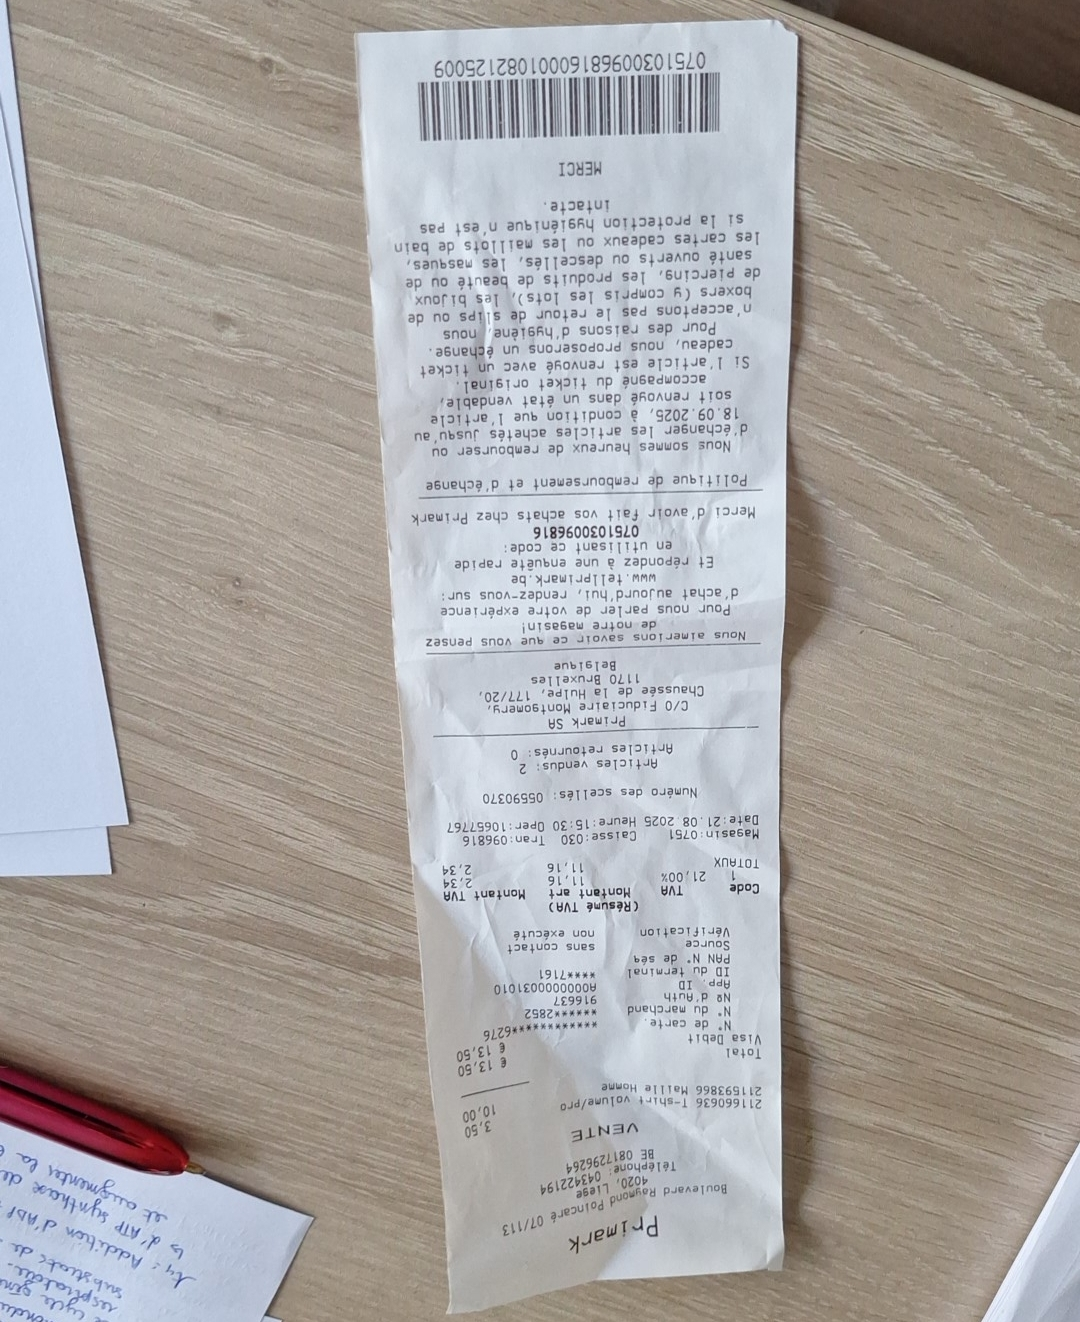 Primark
Boulevard Raymond Poincaré 07/113
4020, Liege
Téléphone: 043422194
BE 0817296264
VENTE
211660636 T-shirt volume/pro 3,50
211593866 Maille Homme 10,00
Total € 13,50
Visa Debit € 13,50
N° de carte. ************6276
N° du marchand ******2852
Nº d'Auth 916637
App. ID A0000000031010
ID du terminal ****7161
PAN N° de séq
Source sans contact
Vérification non exécuté
(Résumé TVA)
Code TVA Montant art Montant TVA
1 21,00% 11,16 2,34
TOTAUX 11,16 2,34
Magasin:0751 Caisse:030 Tran:096816
Date:21.08.2025 Heure:15:30 Oper:10657767
Numéro des scellés: 05590370
Articles vendus: 2
Articles retournés: 0
Primark SA
C/O Fiduciaire Montgomery,
Chaussée de la Hulpe, 177/20,
1170 Bruxelles
Belgique
Nous aimerions savoir ce que vous pensez
de notre magasin!
Pour nous parler de votre expérience
d'achat aujourd'hui, rendez-vous sur:
www.tellprimark.be
Et répondez à une enquête rapide
en utilisant ce code:
0751030096816
Merci d'avoir fait vos achats chez Primark
Politique de remboursement et d'échange
Nous sommes heureux de rembourser ou
d'échanger les articles achetés jusqu'au
18.09.2025, à condition que l'article
soit renvoyé dans un état vendable,
accompagné du ticket original.
Si l'article est renvoyé avec un ticket
cadeau, nous proposerons un échange.
Pour des raisons d'hygiène, nous
n'acceptons pas le retour de slips ou de
boxers (y compris les lots), les bijoux
de piercing, les produits de beauté ou de
santé ouverts ou descellés, les masques,
les cartes cadeaux ou les maillots de bain
si la protection hygiénique n'est pas
intacte.
MERCI
07510300968160001082125009
et augmenter la
↳ d'ATP synthase de
Addition d'ADP
substrats de
respiratoire.
cycle